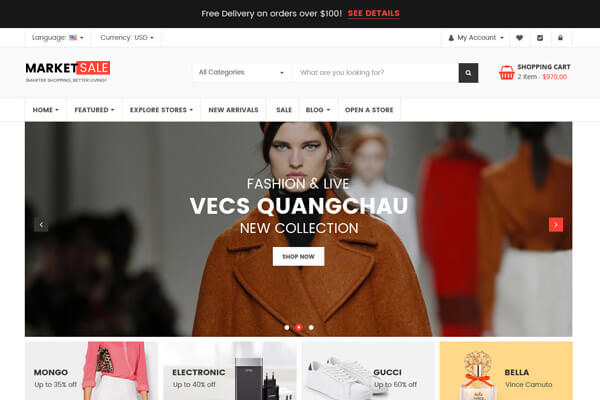 Free Delivery on orders over $100! SEE DETAILS
Language: Currency: USD My Account
MARKETSALE
SMARTER SHOPPING, BETTER LIVING!
All Categories What are you looking for?
SHOPPING CART
2 Item - $970.00
HOME FEATURED EXPLORE STORES NEW ARRIVALS SALE BLOG OPEN A STORE
FASHION & LIVE
VECS QUANGCHAU
NEW COLLECTION
SHOP NOW
MONGO
Up to 35% off
ELECTRONIC
Up to 40% off
GUCCI
Up to 60% off
BELLA
Vince Camuto